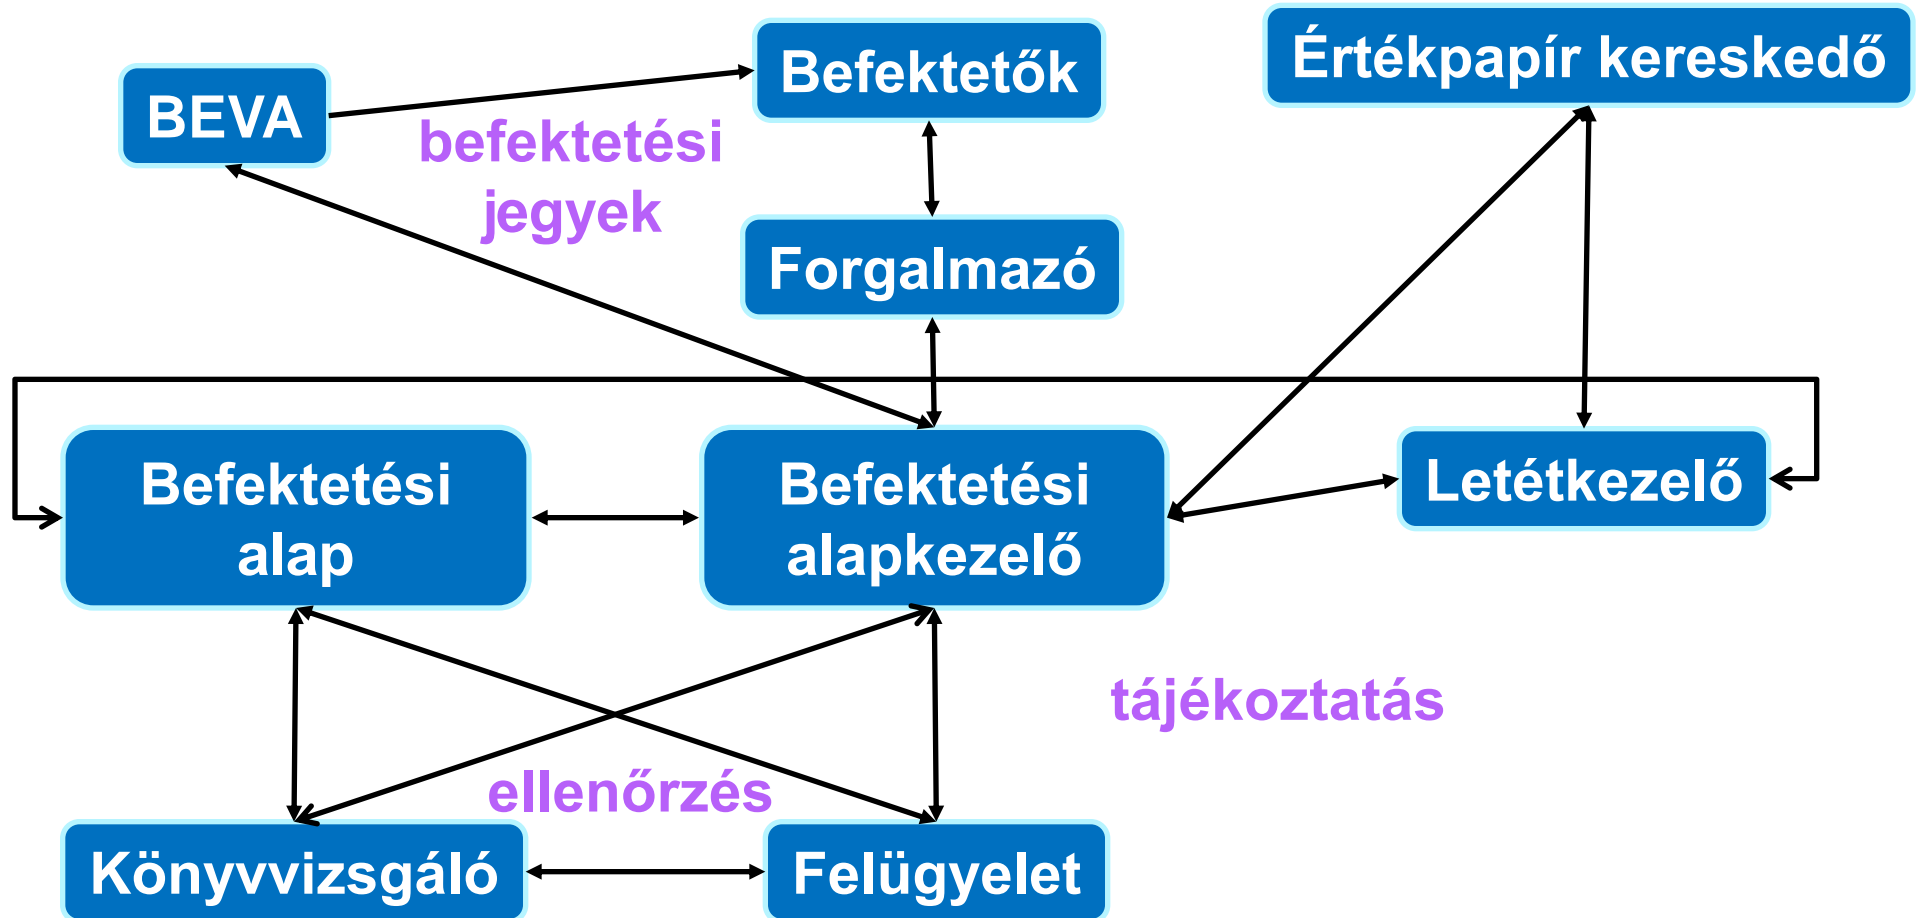 Befektetők
Értékpapír kereskedő
BEVA
befektetési
jegyek
Forgalmazó
Befektetési
alap
Befektetési
alapkezelő
Letétkezelő
tájékoztatás
ellenőrzés
Könyvvizsgáló
Felügyelet